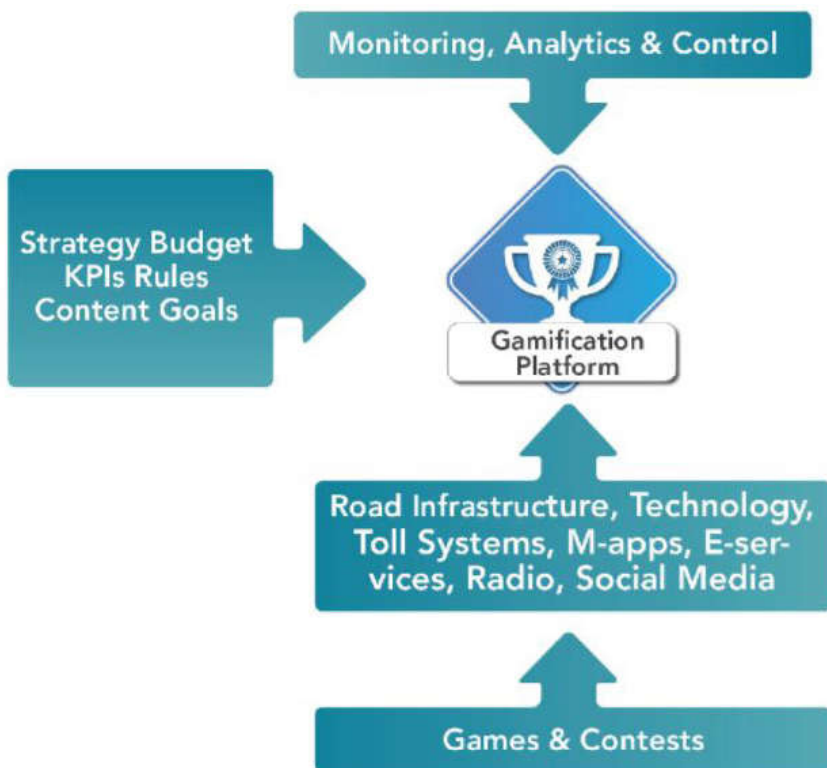 Monitoring, Analytics & Control
Strategy Budget
KPIs Rules
Content Goals
Gamification
Platform
Road Infrastructure, Technology,
Toll Systems, M-apps, E-ser-
vices, Radio, Social Media
Games & Contests